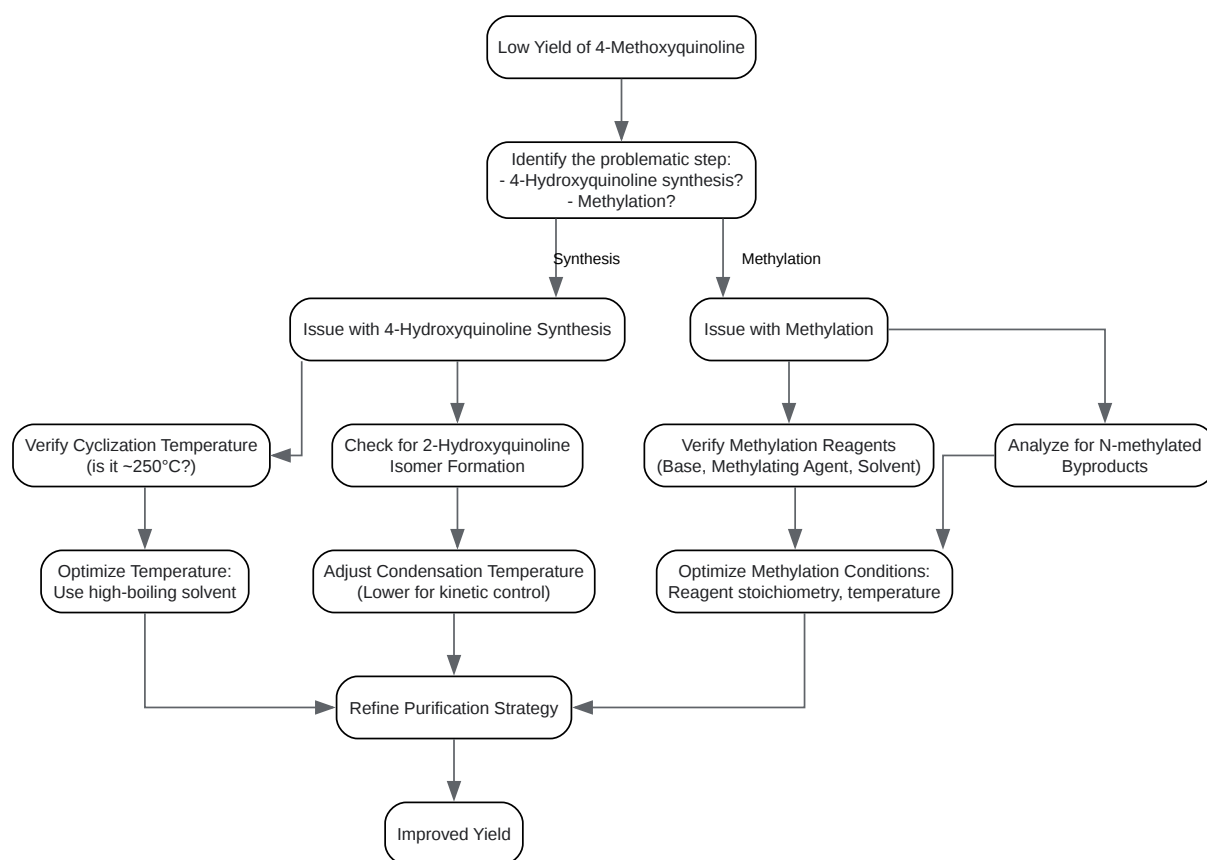 Low Yield of 4-Methoxyquinoline
Identify the problematic step:
- 4-Hydroxyquinoline synthesis?
- Methylation?
Synthesis
Methylation
Issue with 4-Hydroxyquinoline Synthesis
Issue with Methylation
Verify Cyclization Temperature
(is it ~250°C?)
Check for 2-Hydroxyquinoline
Isomer Formation
Verify Methylation Reagents
(Base, Methylating Agent, Solvent)
Analyze for N-methylated
Byproducts
Optimize Temperature:
Use high-boiling solvent
Adjust Condensation Temperature
(Lower for kinetic control)
Optimize Methylation Conditions:
Reagent stoichiometry, temperature
Refine Purification Strategy
Improved Yield